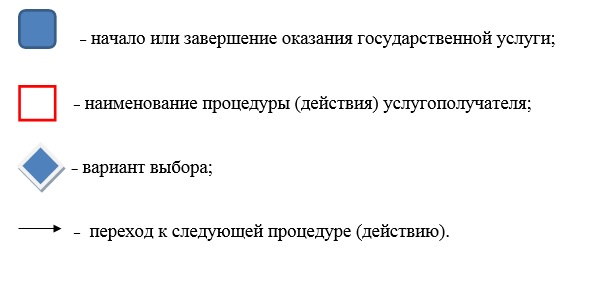 – начало или завершение оказания государственной услуги;
– наименование процедуры (действия) услугополучателя;
– вариант выбора;
– переход к следующей процедуре (действию).